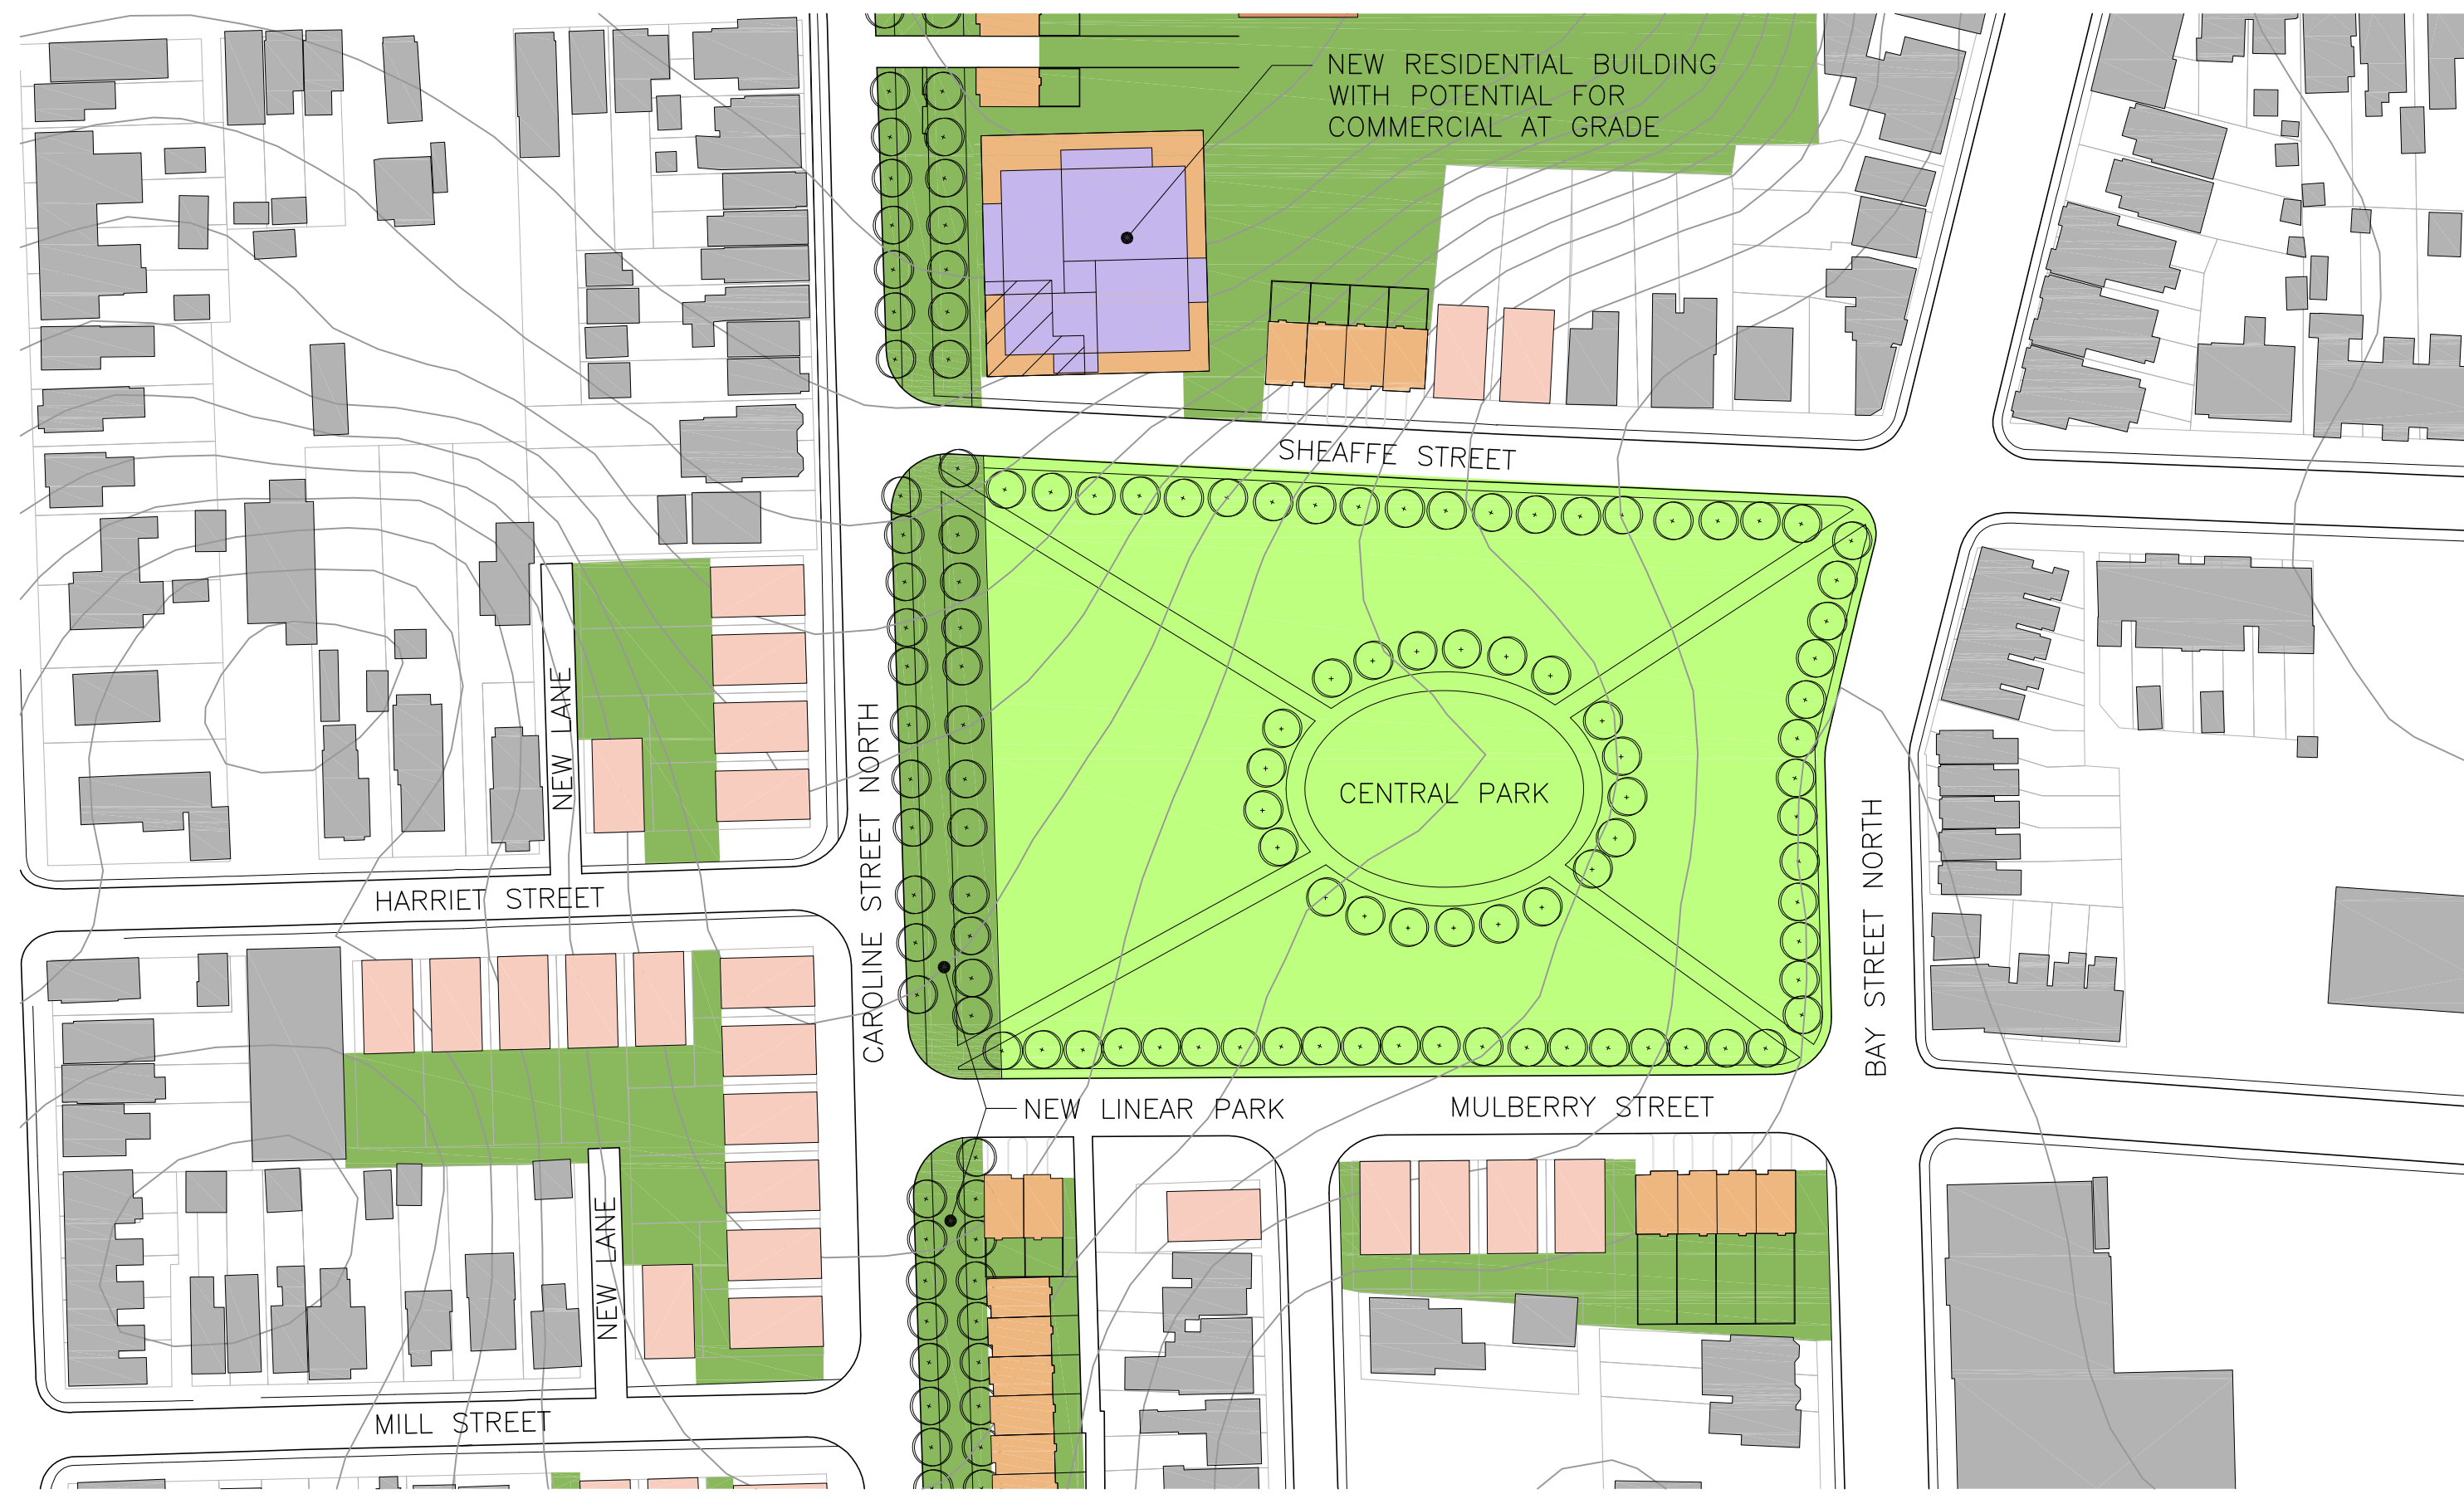 NEW RESIDENTIAL BUILDING
WITH POTENTIAL FOR
COMMERCIAL AT GRADE
SHEAFFE STREET
NEW LANE
CAROLINE STREET NORTH
CENTRAL PARK
BAY STREET NORTH
HARRIET STREET
NEW LINEAR PARK
MULBERRY STREET
NEW LANE
MILL STREET